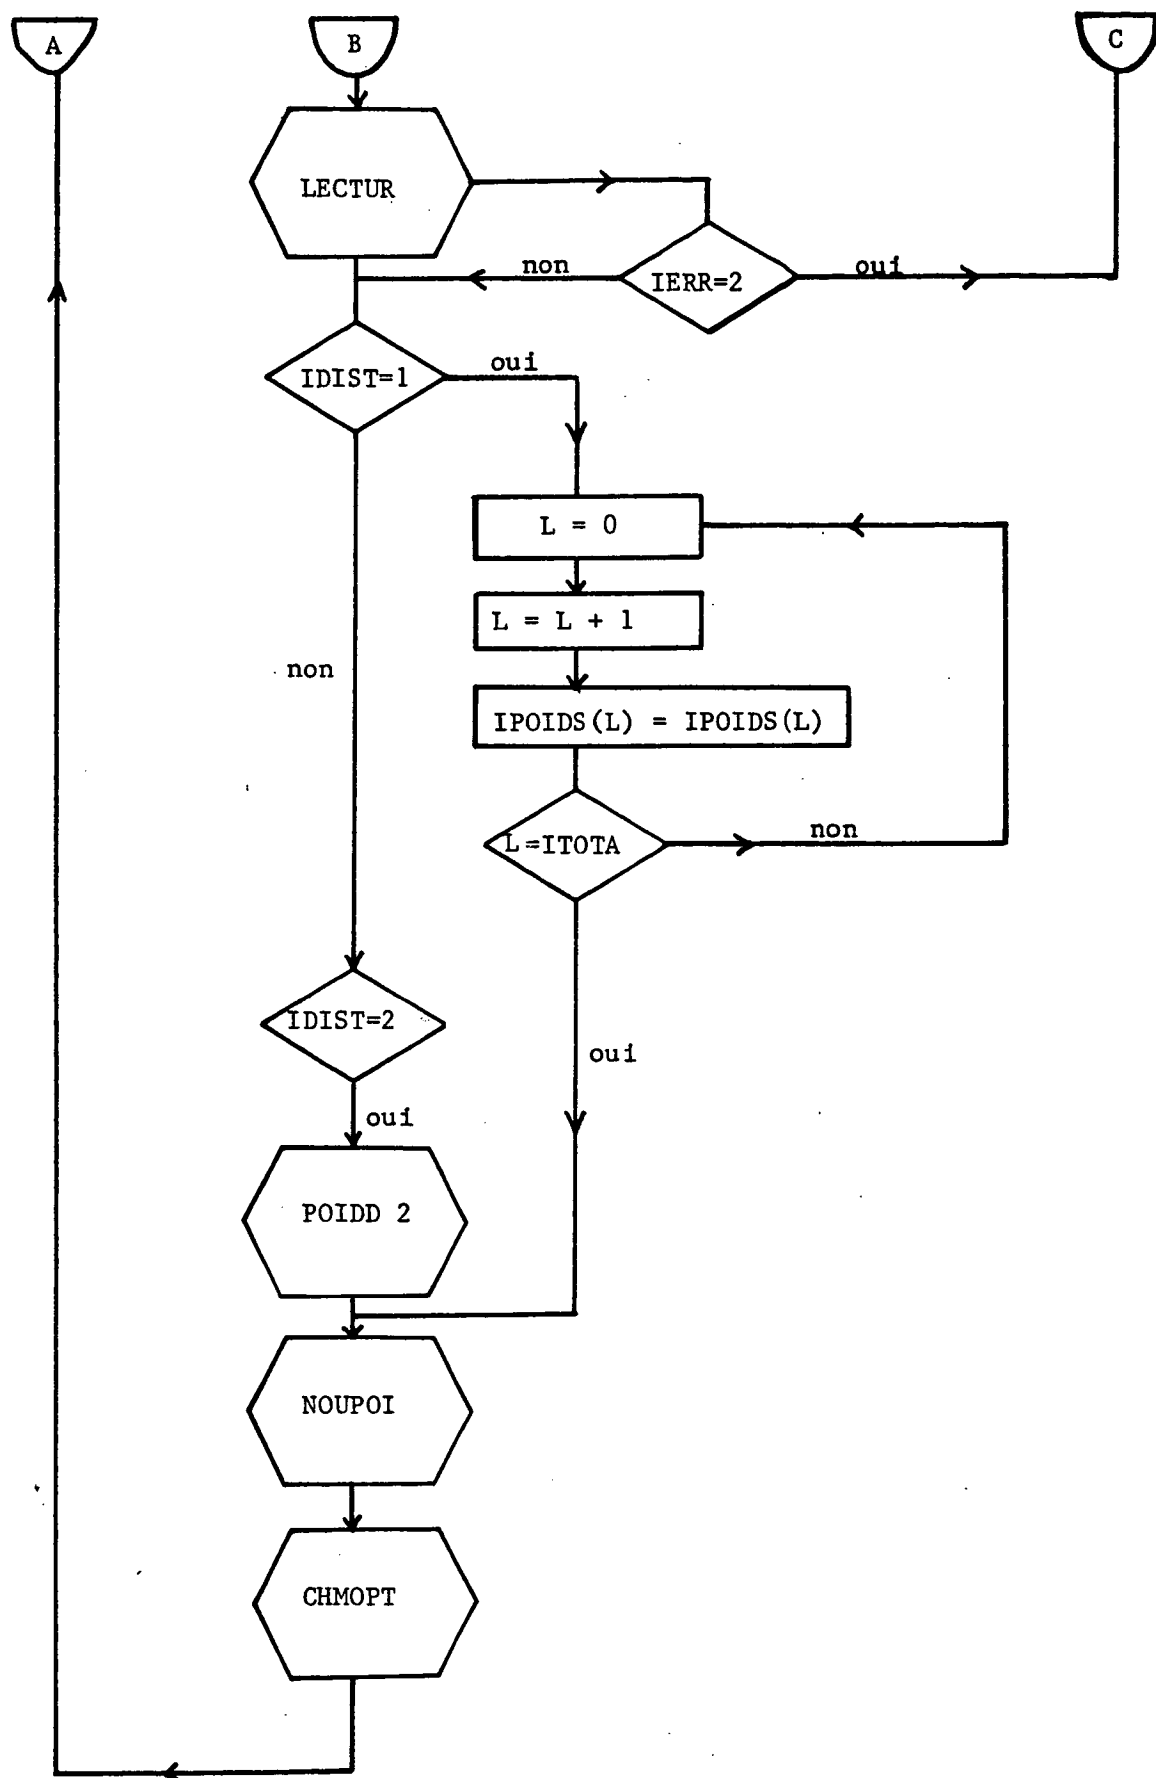 A
B
C
LECTUR
non
IERR=2
oui
IDIST=1
oui
L = 0
L = L + 1
non
IPOIDS(L) = IPOIDS(L)
L=ITOTA
non
IDIST=2
oui
oui
POIDD 2
NOUPOI
CHMOPT